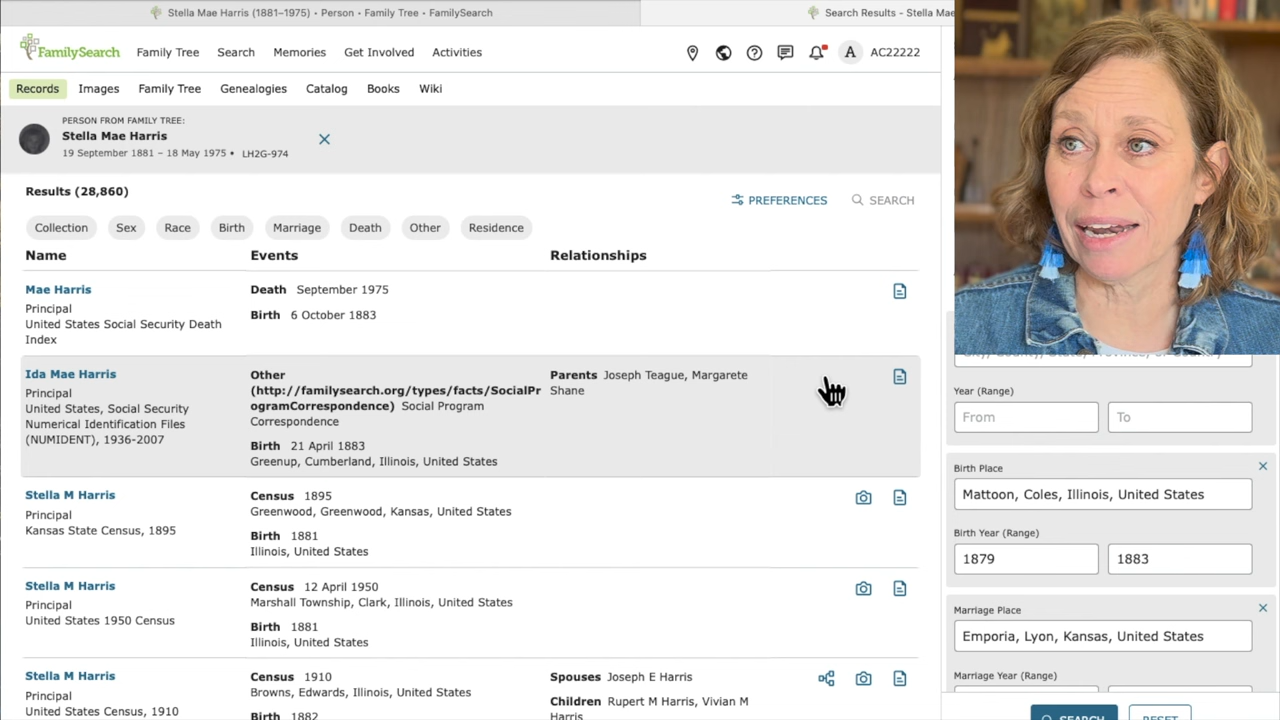 Stella Mae Harris (1881–1975) • Person • Family Tree • FamilySearch
Search Results - Stella Mae
FamilySearch
Family Tree
Search
Memories
Get Involved
Activities
A
AC22222
Records
Images
Family Tree
Genealogies
Catalog
Books
Wiki
PERSON FROM FAMILY TREE:
Stella Mae Harris
19 September 1881 – 18 May 1975 • LH2G-974
Results (28,860)
PREFERENCES
SEARCH
Collection
Sex
Race
Birth
Marriage
Death
Other
Residence
Name
Events
Relationships
Mae Harris
Principal
United States Social Security Death
Index
Death September 1975
Birth 6 October 1883
Ida Mae Harris
Principal
United States, Social Security
Numerical Identification Files
(NUMIDENT), 1936-2007
Other
(http://familysearch.org/types/facts/SocialPr
ogramCorrespondence) Social Program
Correspondence
Birth 21 April 1883
Greenup, Cumberland, Illinois, United States
Parents Joseph Teague, Margarete
Shane
Stella M Harris
Principal
Kansas State Census, 1895
Census 1895
Greenwood, Greenwood, Kansas, United States
Birth 1881
Illinois, United States
Stella M Harris
Principal
United States 1950 Census
Census 12 April 1950
Marshall Township, Clark, Illinois, United States
Birth 1881
Illinois, United States
Stella M Harris
Principal
United States Census, 1910
Census 1910
Browns, Edwards, Illinois, United States
Birth 1882
Spouses Joseph E Harris
Children Rupert M Harris, Vivian M
Harris
Year (Range)
From
To
Birth Place
Mattoon, Coles, Illinois, United States
Birth Year (Range)
1879
1883
Marriage Place
Emporia, Lyon, Kansas, United States
Marriage Year (Range)
SEARCH
RESET